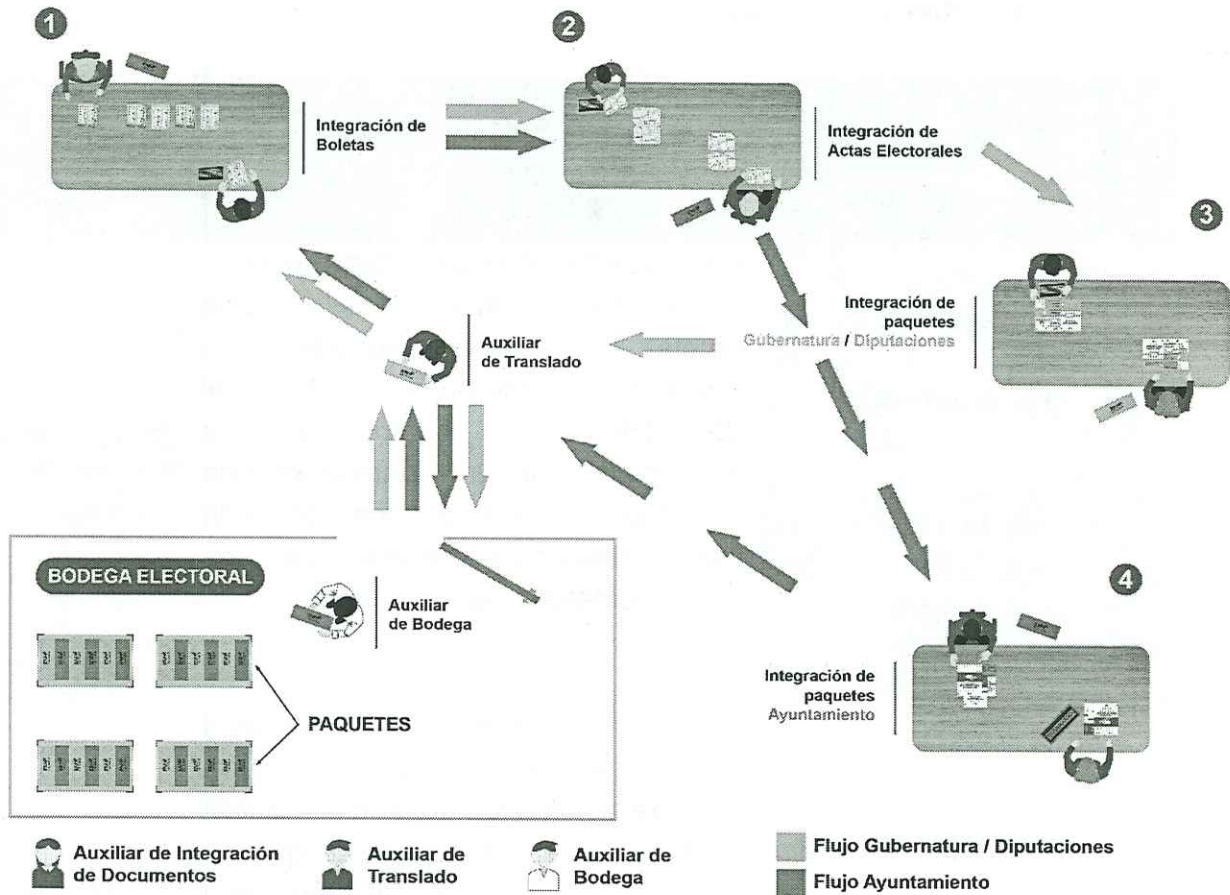 1
2
Integración de
Boletas
Integración de
Actas Electorales
3
Integración de
paquetes
Gubernatura / Diputaciones
Auxiliar
de Translado
4
BODEGA ELECTORAL
Auxiliar
de Bodega
Integración de
paquetes
Ayuntamiento
PAQUETES
Auxiliar de Integración
de Documentos
Auxiliar de
Translado
Auxiliar de
Bodega
Flujo Gubernatura / Diputaciones
Flujo Ayuntamiento